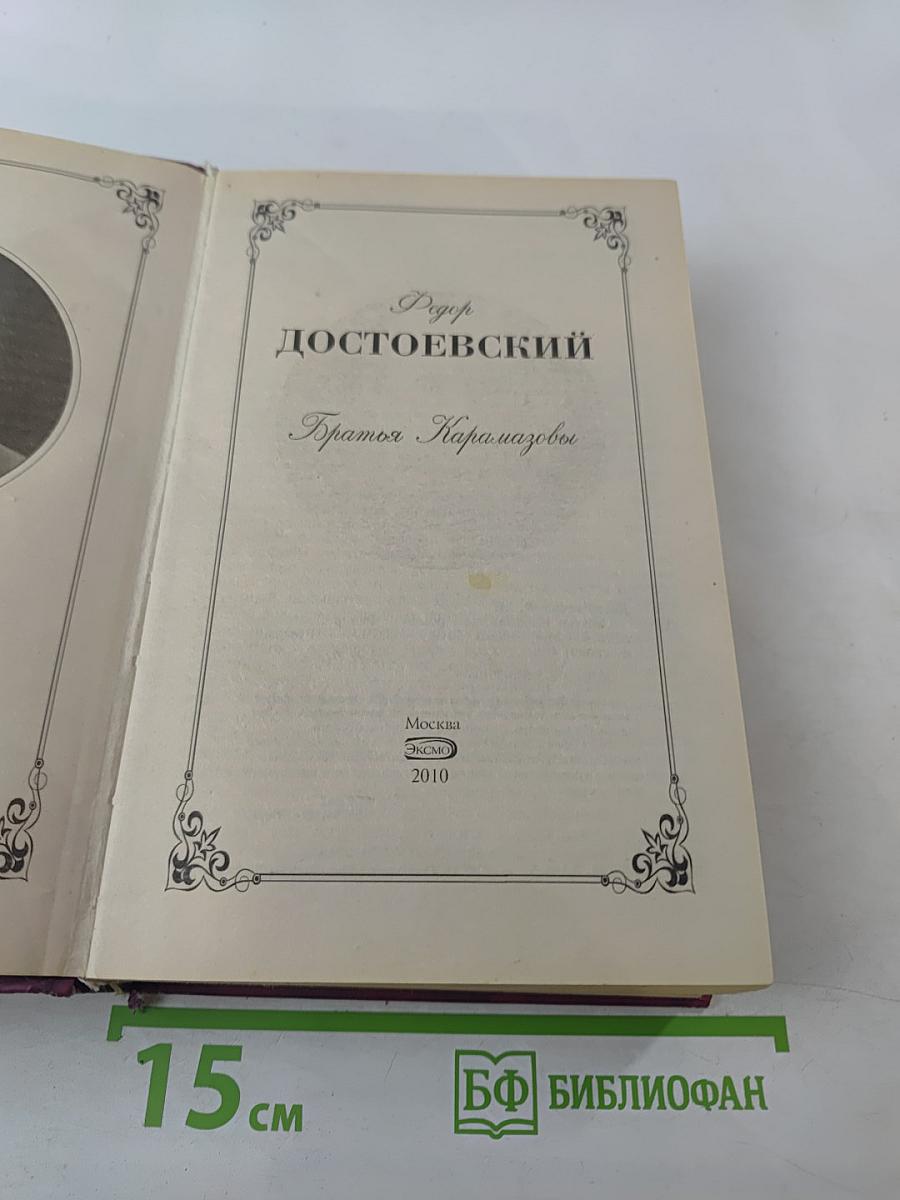 Федор
ДОСТОЕВСКИЙ
Братья Карамазовы
Москва
ЭКСМО
2010
15 см
БФ БИБЛИОФАН